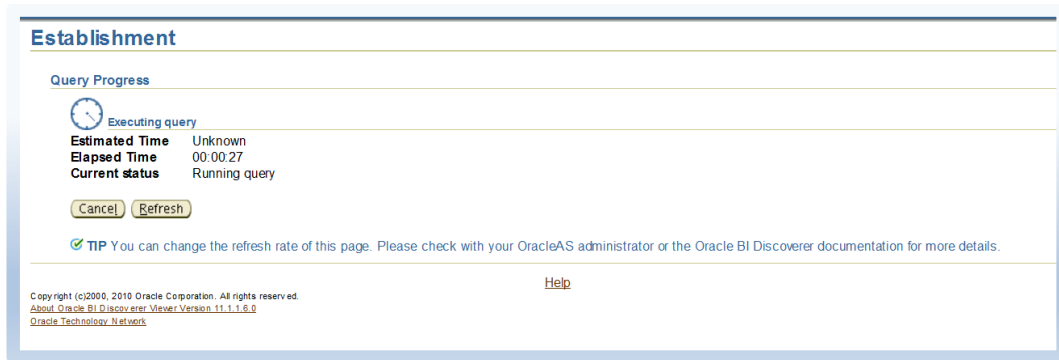 Establishment
Query Progress
Executing query
Estimated Time Unknown
Elapsed Time 00:00:27
Current status Running query
Cancel Refresh
TIP You can change the refresh rate of this page. Please check with your OracleAS administrator or the Oracle BI Discoverer documentation for more details.
Help
Copyright (c)2000, 2010 Oracle Corporation. All rights reserved.
About Oracle BI Discoverer Viewer Version 11.1.1.6.0
Oracle Technology Network